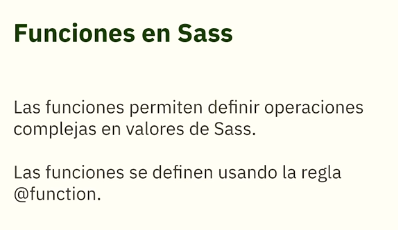 Funciones en Sass
Las funciones permiten definir operaciones
complejas en valores de Sass.
Las funciones se definen usando la regla
@function.